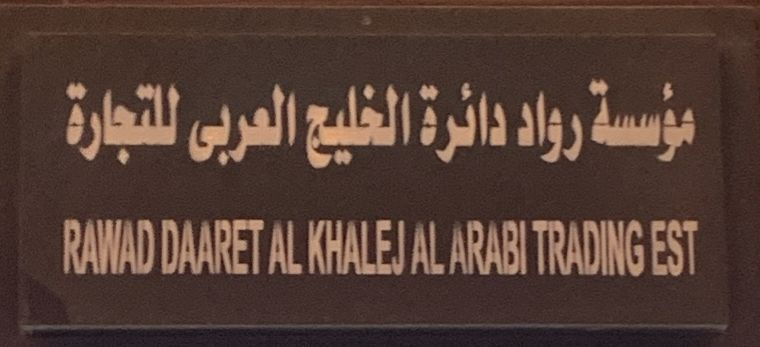 مؤسسة رواد دائرة الخليج العربى للتجارة
RAWAD DAARET AL KHALEJ AL ARABI TRADING EST